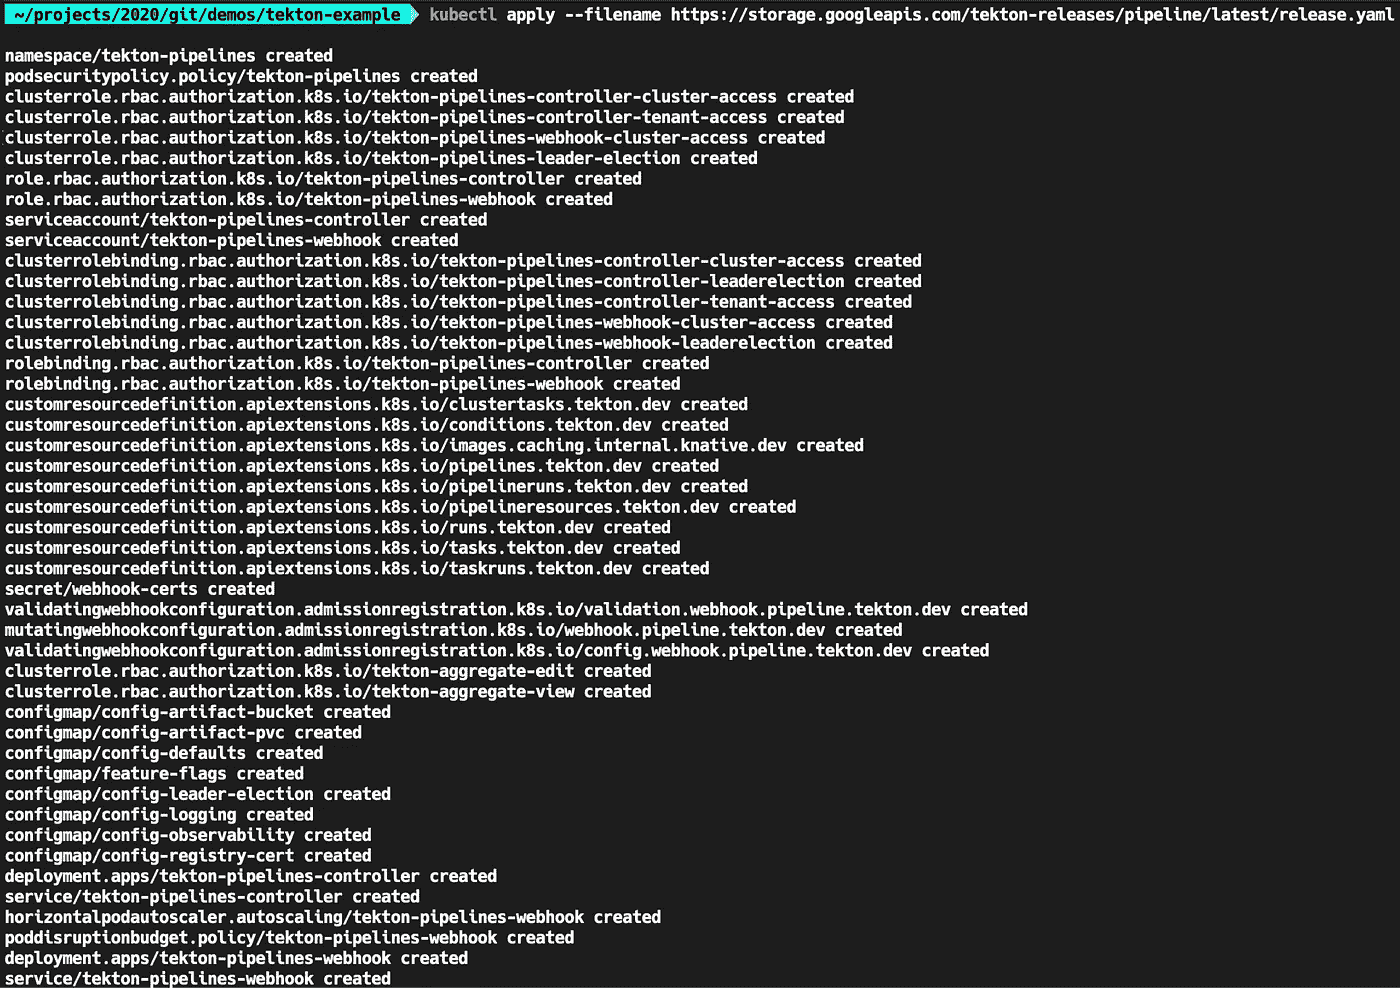 ~/projects/2020/git/demos/tekton-example kubectl apply --filename https://storage.googleapis.com/tekton-releases/pipeline/latest/release.yaml
namespace/tekton-pipelines created
podsecuritypolicy.policy/tekton-pipelines created
clusterrole.rbac.authorization.k8s.io/tekton-pipelines-controller-cluster-access created
clusterrole.rbac.authorization.k8s.io/tekton-pipelines-controller-tenant-access created
clusterrole.rbac.authorization.k8s.io/tekton-pipelines-webhook-cluster-access created
clusterrole.rbac.authorization.k8s.io/tekton-pipelines-leader-election created
role.rbac.authorization.k8s.io/tekton-pipelines-controller created
role.rbac.authorization.k8s.io/tekton-pipelines-webhook created
serviceaccount/tekton-pipelines-controller created
serviceaccount/tekton-pipelines-webhook created
clusterrolebinding.rbac.authorization.k8s.io/tekton-pipelines-controller-cluster-access created
clusterrolebinding.rbac.authorization.k8s.io/tekton-pipelines-controller-leaderelection created
clusterrolebinding.rbac.authorization.k8s.io/tekton-pipelines-controller-tenant-access created
clusterrolebinding.rbac.authorization.k8s.io/tekton-pipelines-webhook-cluster-access created
clusterrolebinding.rbac.authorization.k8s.io/tekton-pipelines-webhook-leaderelection created
rolebinding.rbac.authorization.k8s.io/tekton-pipelines-controller created
rolebinding.rbac.authorization.k8s.io/tekton-pipelines-webhook created
customresourcedefinition.apiextensions.k8s.io/clustertasks.tekton.dev created
customresourcedefinition.apiextensions.k8s.io/conditions.tekton.dev created
customresourcedefinition.apiextensions.k8s.io/images.caching.internal.knative.dev created
customresourcedefinition.apiextensions.k8s.io/pipelines.tekton.dev created
customresourcedefinition.apiextensions.k8s.io/pipelineruns.tekton.dev created
customresourcedefinition.apiextensions.k8s.io/pipelineresources.tekton.dev created
customresourcedefinition.apiextensions.k8s.io/runs.tekton.dev created
customresourcedefinition.apiextensions.k8s.io/tasks.tekton.dev created
customresourcedefinition.apiextensions.k8s.io/taskruns.tekton.dev created
secret/webhook-certs created
validatingwebhookconfiguration.admissionregistration.k8s.io/validation.webhook.pipeline.tekton.dev created
mutatingwebhookconfiguration.admissionregistration.k8s.io/webhook.pipeline.tekton.dev created
validatingwebhookconfiguration.admissionregistration.k8s.io/config.webhook.pipeline.tekton.dev created
clusterrole.rbac.authorization.k8s.io/tekton-aggregate-edit created
clusterrole.rbac.authorization.k8s.io/tekton-aggregate-view created
configmap/config-artifact-bucket created
configmap/config-artifact-pvc created
configmap/config-defaults created
configmap/feature-flags created
configmap/config-leader-election created
configmap/config-logging created
configmap/config-observability created
configmap/config-registry-cert created
deployment.apps/tekton-pipelines-controller created
service/tekton-pipelines-controller created
horizontalpodautoscaler.autoscaling/tekton-pipelines-webhook created
poddisruptionbudget.policy/tekton-pipelines-webhook created
deployment.apps/tekton-pipelines-webhook created
service/tekton-pipelines-webhook created